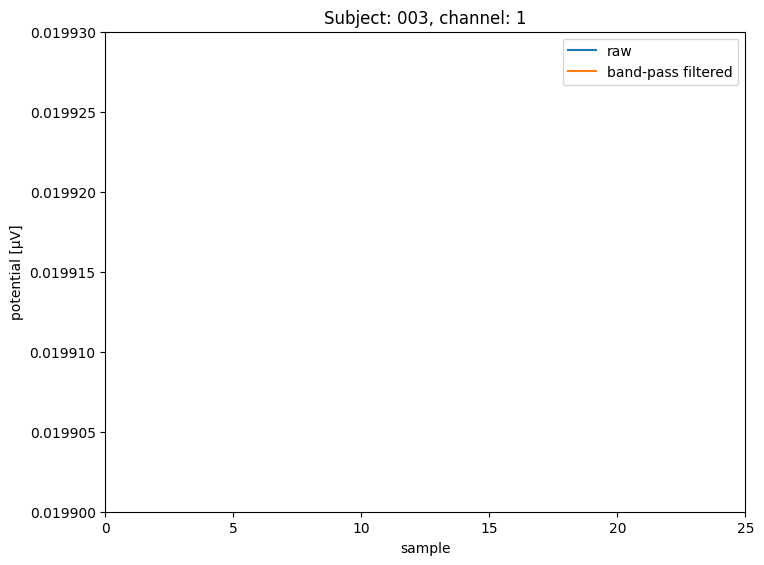 Subject: 003, channel: 1
raw
band-pass filtered
0.019930
0.019925
0.019920
0.019915
0.019910
0.019905
0.019900
potential [µV]
0 5 10 15 20 25
sample